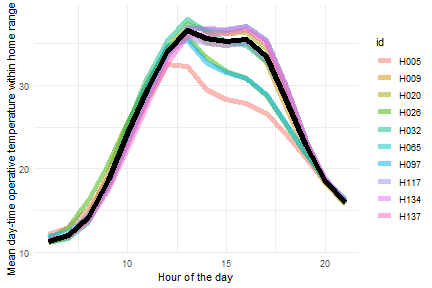 Mean day-time operative temperature within home range
30
20
10
10
15
20
Hour of the day
id
H005
H009
H020
H026
H032
H065
H097
H117
H134
H137